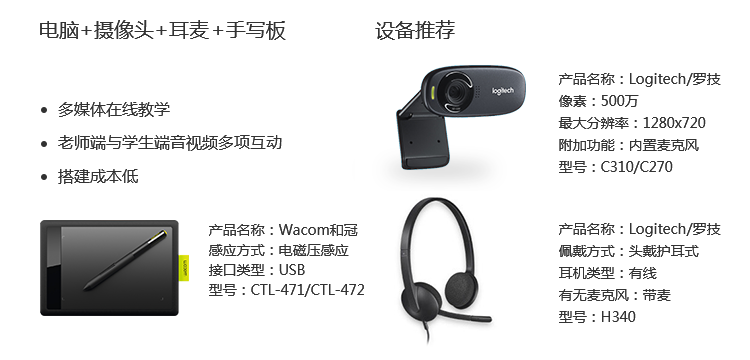 电脑+摄像头+耳麦+手写板
多媒体在线教学
老师端与学生端音视频多项互动
搭建成本低
设备推荐
logitech
产品名称：Logitech/罗技
像素：500万
最大分辨率：1280x720
附加功能：内置麦克风
型号：C310/C270
wacom
产品名称：Wacom和冠
感应方式：电磁压感应
接口类型：USB
型号：CTL-471/CTL-472
产品名称：Logitech/罗技
佩戴方式：头戴护耳式
耳机类型：有线
有无麦克风：带麦
型号：H340